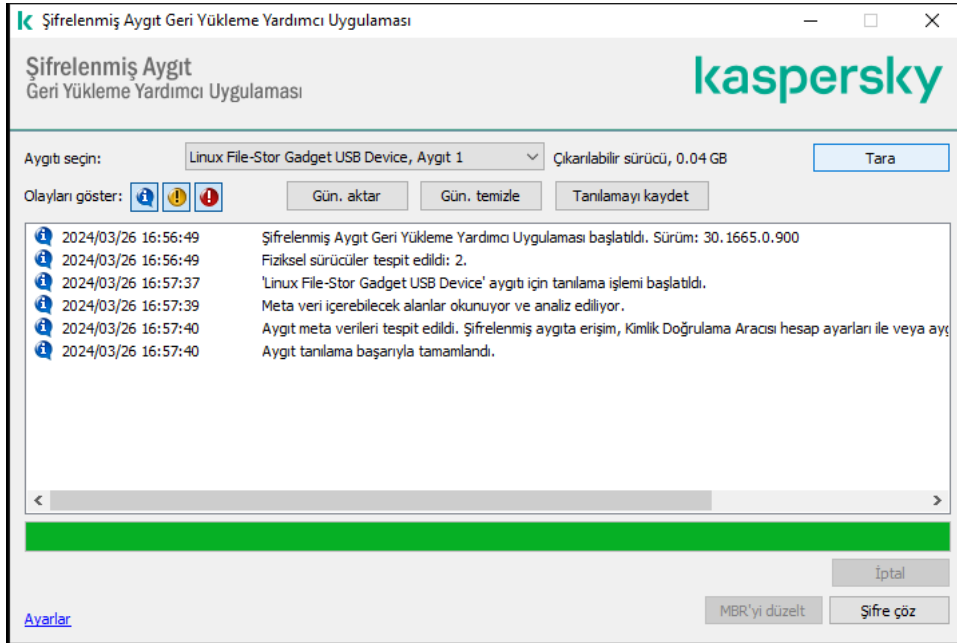 Şifrelenmiş Aygıt Geri Yükleme Yardımcı Uygulaması
Şifrelenmiş Aygıt
Geri Yükleme Yardımcı Uygulaması
kaspersky
Aygıtı seçin: Linux File-Stor Gadget USB Device, Aygıt 1 Çıkarılabilir sürücü, 0.04 GB Tara
Olayları göster: Gün. aktar Gün. temizle Tanılamayı kaydet
2024/03/26 16:56:49 Şifrelenmiş Aygıt Geri Yükleme Yardımcı Uygulaması başlatıldı. Sürüm: 30.1665.0.900
2024/03/26 16:56:49 Fiziksel sürücüler tespit edildi: 2.
2024/03/26 16:57:37 'Linux File-Stor Gadget USB Device' aygıtı için tanılama işlemi başlatıldı.
2024/03/26 16:57:39 Meta veri içerebilecek alanlar okunuyor ve analiz ediliyor.
2024/03/26 16:57:40 Aygıt meta verileri tespit edildi. Şifrelenmiş aygıta erişim, Kimlik Doğrulama Aracısı hesap ayarları ile veya
2024/03/26 16:57:40 Aygıt tanılama başarıyla tamamlandı.
İptal
Ayarlar MBR'yi düzelt Şifre çöz